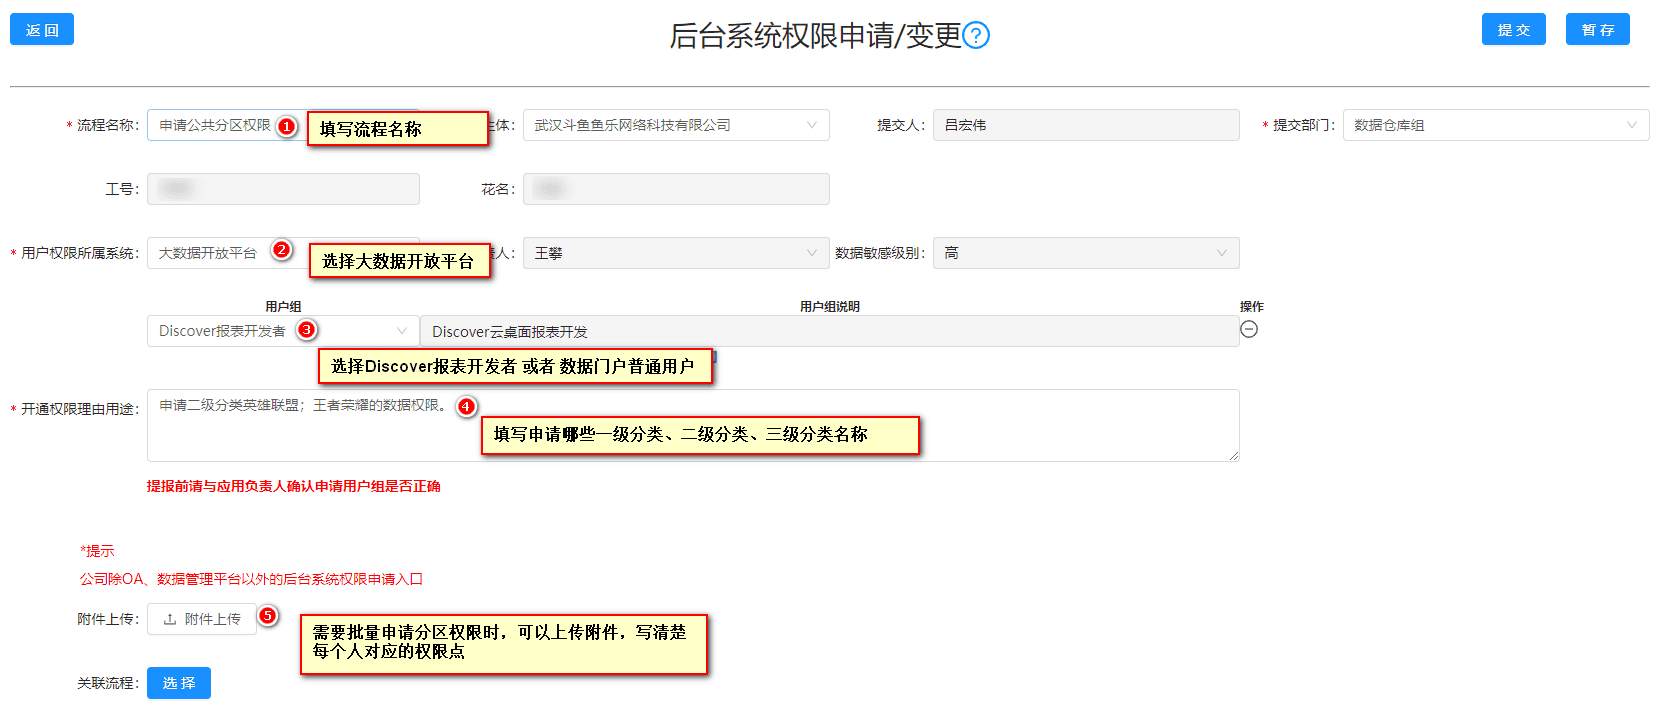 返 回
后台系统权限申请/变更?
提 交
暂 存
* 流程名称:
申请公共分区权限
1
填写流程名称
主体:
武汉斗鱼鱼乐网络科技有限公司
提交人:
吕宏伟
* 提交部门:
数据仓库组
工号:
花名:
* 用户权限所属系统:
大数据开放平台
2
选择大数据开放平台
人:
王攀
数据敏感级别:
高
用户组
用户组说明
操作
Discover报表开发者
3
Discover云桌面报表开发
选择Discover报表开发者 或者 数据门户普通用户
* 开通权限理由用途:
申请二级分类英雄联盟；王者荣耀的数据权限。
4
填写申请哪些一级分类、二级分类、三级分类名称
提报前请与应用负责人确认申请用户组是否正确
*提示
公司除OA、数据管理平台以外的后台系统权限申请入口
附件上传:
附件上传
5
需要批量申请分区权限时，可以上传附件，写清楚
每个人对应的权限点
关联流程:
选 择